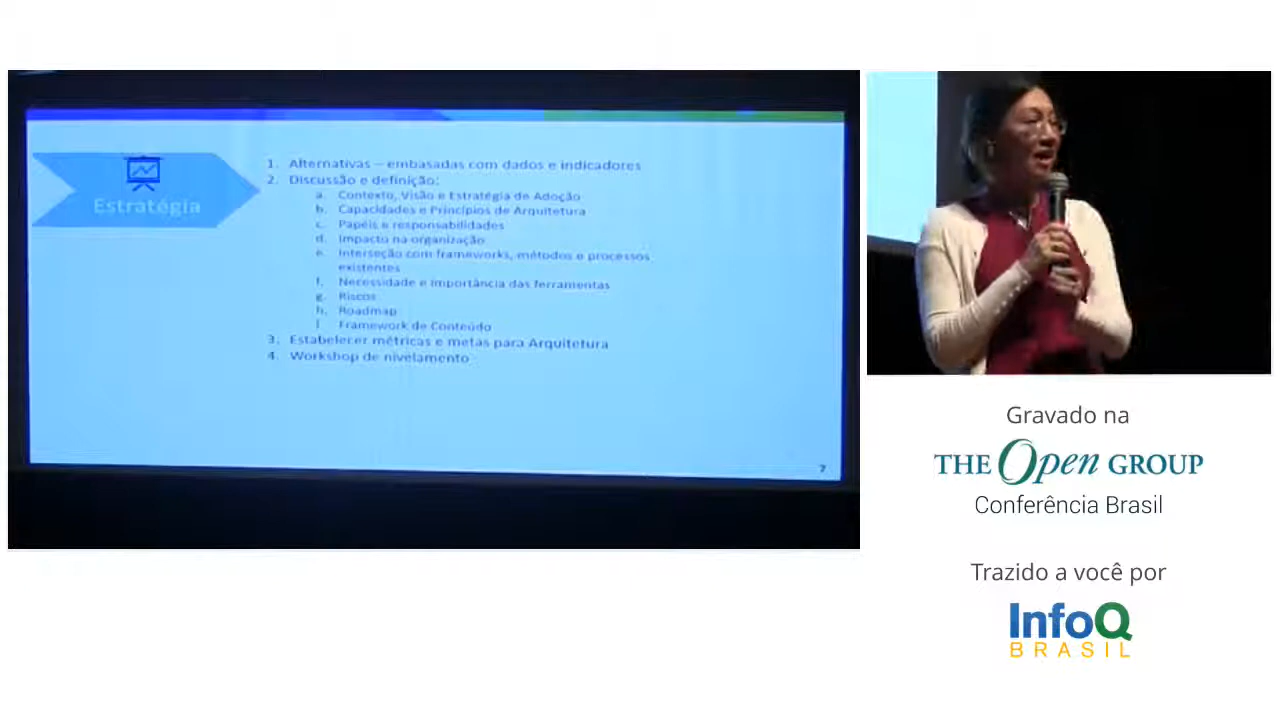 Estratégia
1. Alternativas – embasadas com dados e indicadores
2. Discussão e definição:
a. Contexto, Visão e Estratégia de Adoção
b. Capacidades e Princípios de Arquitetura
c. Papéis e responsabilidades
d. Impacto na organização
e. Interseção com frameworks, métodos e processos
existentes
f. Necessidade e importância das ferramentas
g. Riscos
h. Roadmap
i. Framework de Conteúdo
3. Estabelecer métricas e metas para Arquitetura
4. Workshop de nivelamento
7
Gravado na
THE Open GROUP
Conferência Brasil
Trazido a você por
InfoQ
BRASIL